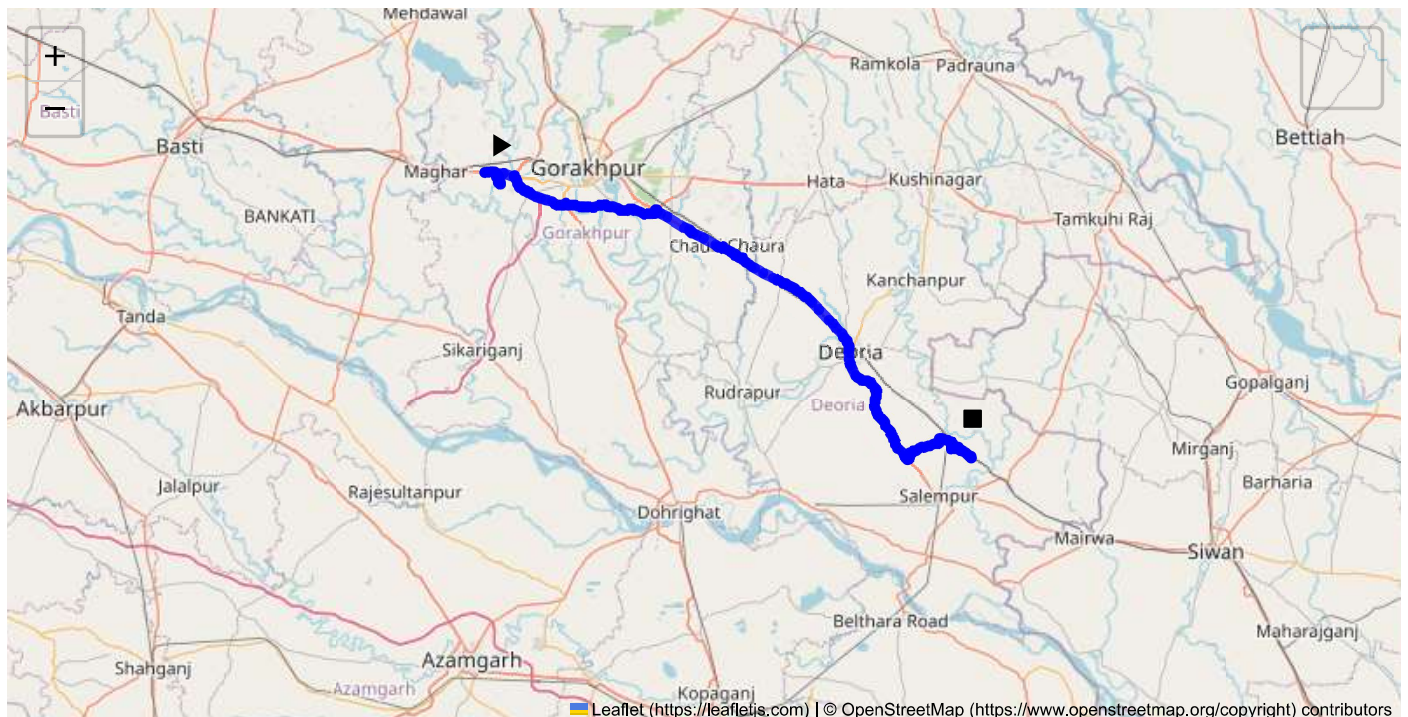 Mehdawal
+
Ramkola
Padrauna
−
Basti
Bettiah
Basti
Maghar
Gorakhpur
Hata
Kushinagar
BANKATI
Tamkuhi Raj
Gorakhpur
Chauri Chaura
Kanchanpur
Tanda
Sikariganj
Deoria
Gopalganj
Rudrapur
Akbarpur
Deoria
Mirganj
Jalalpur
Rajesultanpur
Barharia
Salempur
Dohrighat
Mairwa
Siwan
Belthara Road
Maharajganj
Shahganj
Azamgarh
Azamgarh
Kopaganj
Leaflet (https://leafletjs.com) | © OpenStreetMap (https://www.openstreetmap.org/copyright) contributors